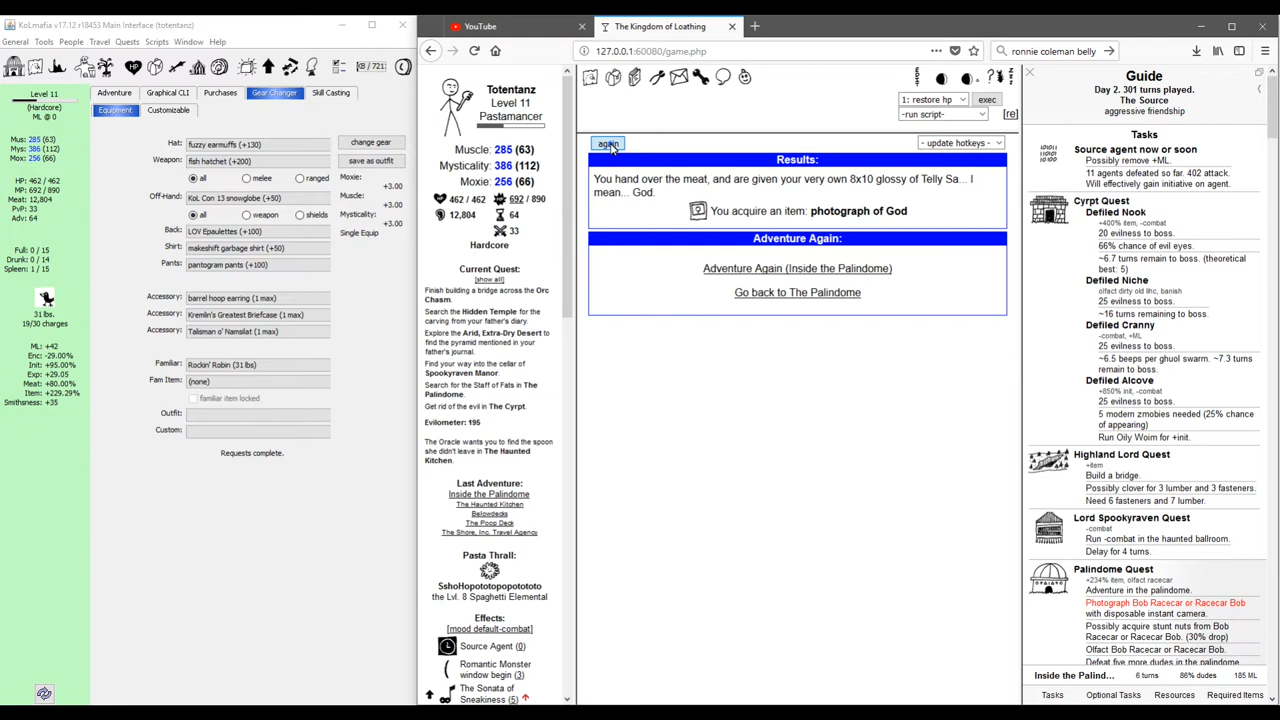 KoLmafia v17.12 r18453 Main Interface (totentanz)
General Tools People Travel Quests Scripts Window Help
Level 11
(Hardcore)
ML @ 0
Mus: 285 (63)
Mys: 386 (112)
Mox: 256 (66)
HP: 462 / 462
MP: 692 / 890
Meat: 12,804
PvP: 33
Adv: 64
Full: 0 / 15
Drunk: 0 / 14
Spleen: 1 / 15
31 lbs.
19/30 charges
ML: +42
Enc: -29.00%
Init: +95.00%
Exp: +29.05
Meat: +80.00%
Item: +229.29%
Smithsness: +35
Adventure Graphical CLI Purchases Gear Changer Skill Casting
Equipment Customizable
Hat: fuzzy earmuffs (+130) change gear
Weapon: fish hatchet (+200) save as outfit
all melee ranged
Moxie: +3.00
Muscle: +3.00
Mysticality: +3.00
Single Equip
Off-Hand: KoL Con 13 snowglobe (+50)
all weapon shields
Back: LOV Epaulettes (+100)
Shirt: makeshift garbage shirt (+50)
Pants: pantogram pants (+100)
Accessory: barrel hoop earring (1 max)
Accessory: Kremlin's Greatest Briefcase (1 max)
Accessory: Talisman o' Namsilat (1 max)
Familiar: Rockin' Robin (31 lbs)
Fam Item: (none)
familiar item locked
Outfit:
Custom:
Requests complete.
YouTube
The Kingdom of Loathing
127.0.0.1:60080/game.php
ronnie coleman belly
Totentanz
Level 11
Pastamancer
Muscle: 285 (63)
Mysticality: 386 (112)
Moxie: 256 (66)
462 / 462 692 / 890
12,804 64
33
Hardcore
Current Quest:
[show all]
Finish building a bridge across the Orc
Chasm.
Search the Hidden Temple for the
carving from your father's diary.
Explore the Arid, Extra-Dry Desert to
find the pyramid mentioned in your
father's journal.
Find your way into the cellar of
Spookyraven Manor.
Search for the Staff of Fats in The
Palindome.
Get rid of the evil in The Cyrpt.
Evilometer: 195
The Oracle wants you to find the spoon
she didn't leave in The Haunted
Kitchen.
Last Adventure:
Inside the Palindome
The Haunted Kitchen
Belowdecks
The Poop Deck
The Shore, Inc. Travel Agency
Pasta Thrall:
SshoHopotopopotototo
the Lvl. 8 Spaghetti Elemental
Effects:
[mood default-combat]
Source Agent (0)
Romantic Monster
window begin (3)
The Sonata of
Sneakiness (5)
1: restore hp exec
-run script- [re]
again - update hotkeys -
Results:
You hand over the meat, and are given your very own 8x10 glossy of Telly Sa... I
mean... God.
You acquire an item: photograph of God
Adventure Again:
Adventure Again (Inside the Palindome)
Go back to The Palindome
Guide
Day 2. 301 turns played.
The Source
aggressive friendship
Tasks
Source agent now or soon
Possibly remove +ML.
11 agents defeated so far. 402 attack.
Will effectively gain initiative on agent.
Cyrpt Quest
Defiled Nook
+400% item, -combat
20 evilness to boss.
66% chance of evil eyes.
~6.7 turns remain to boss. (theoretical
best: 5)
Defiled Niche
olfact dirty old lihc, banish
25 evilness to boss.
~16 turns remaining to boss.
Defiled Cranny
-combat, +ML
25 evilness to boss.
~6.5 beeps per ghuol swarm. ~7.3 turns
remain to boss.
Defiled Alcove
+850% init, -combat
25 evilness to boss.
5 modern zmobies needed (25% chance
of appearing)
Run Oily Woim for +init.
Highland Lord Quest
+item
Build a bridge.
Possibly clover for 3 lumber and 3 fasteners.
Need 6 fasteners and 7 lumber.
Lord Spookyraven Quest
-combat
Run -combat in the haunted ballroom.
Delay for 4 turns.
Palindome Quest
+234% item, olfact racecar
Adventure in the palindome.
Photograph Bob Racecar or Racecar Bob
with disposable instant camera.
Possibly acquire stunt nuts from Bob
Racecar or Racecar Bob. (30% drop)
Olfact Bob Racecar or Racecar Bob.
Defeat five more dudes in the palindome
Inside the Palind... 6 turns 86% dudes 185 ML
Tasks Optional Tasks Resources Required Items